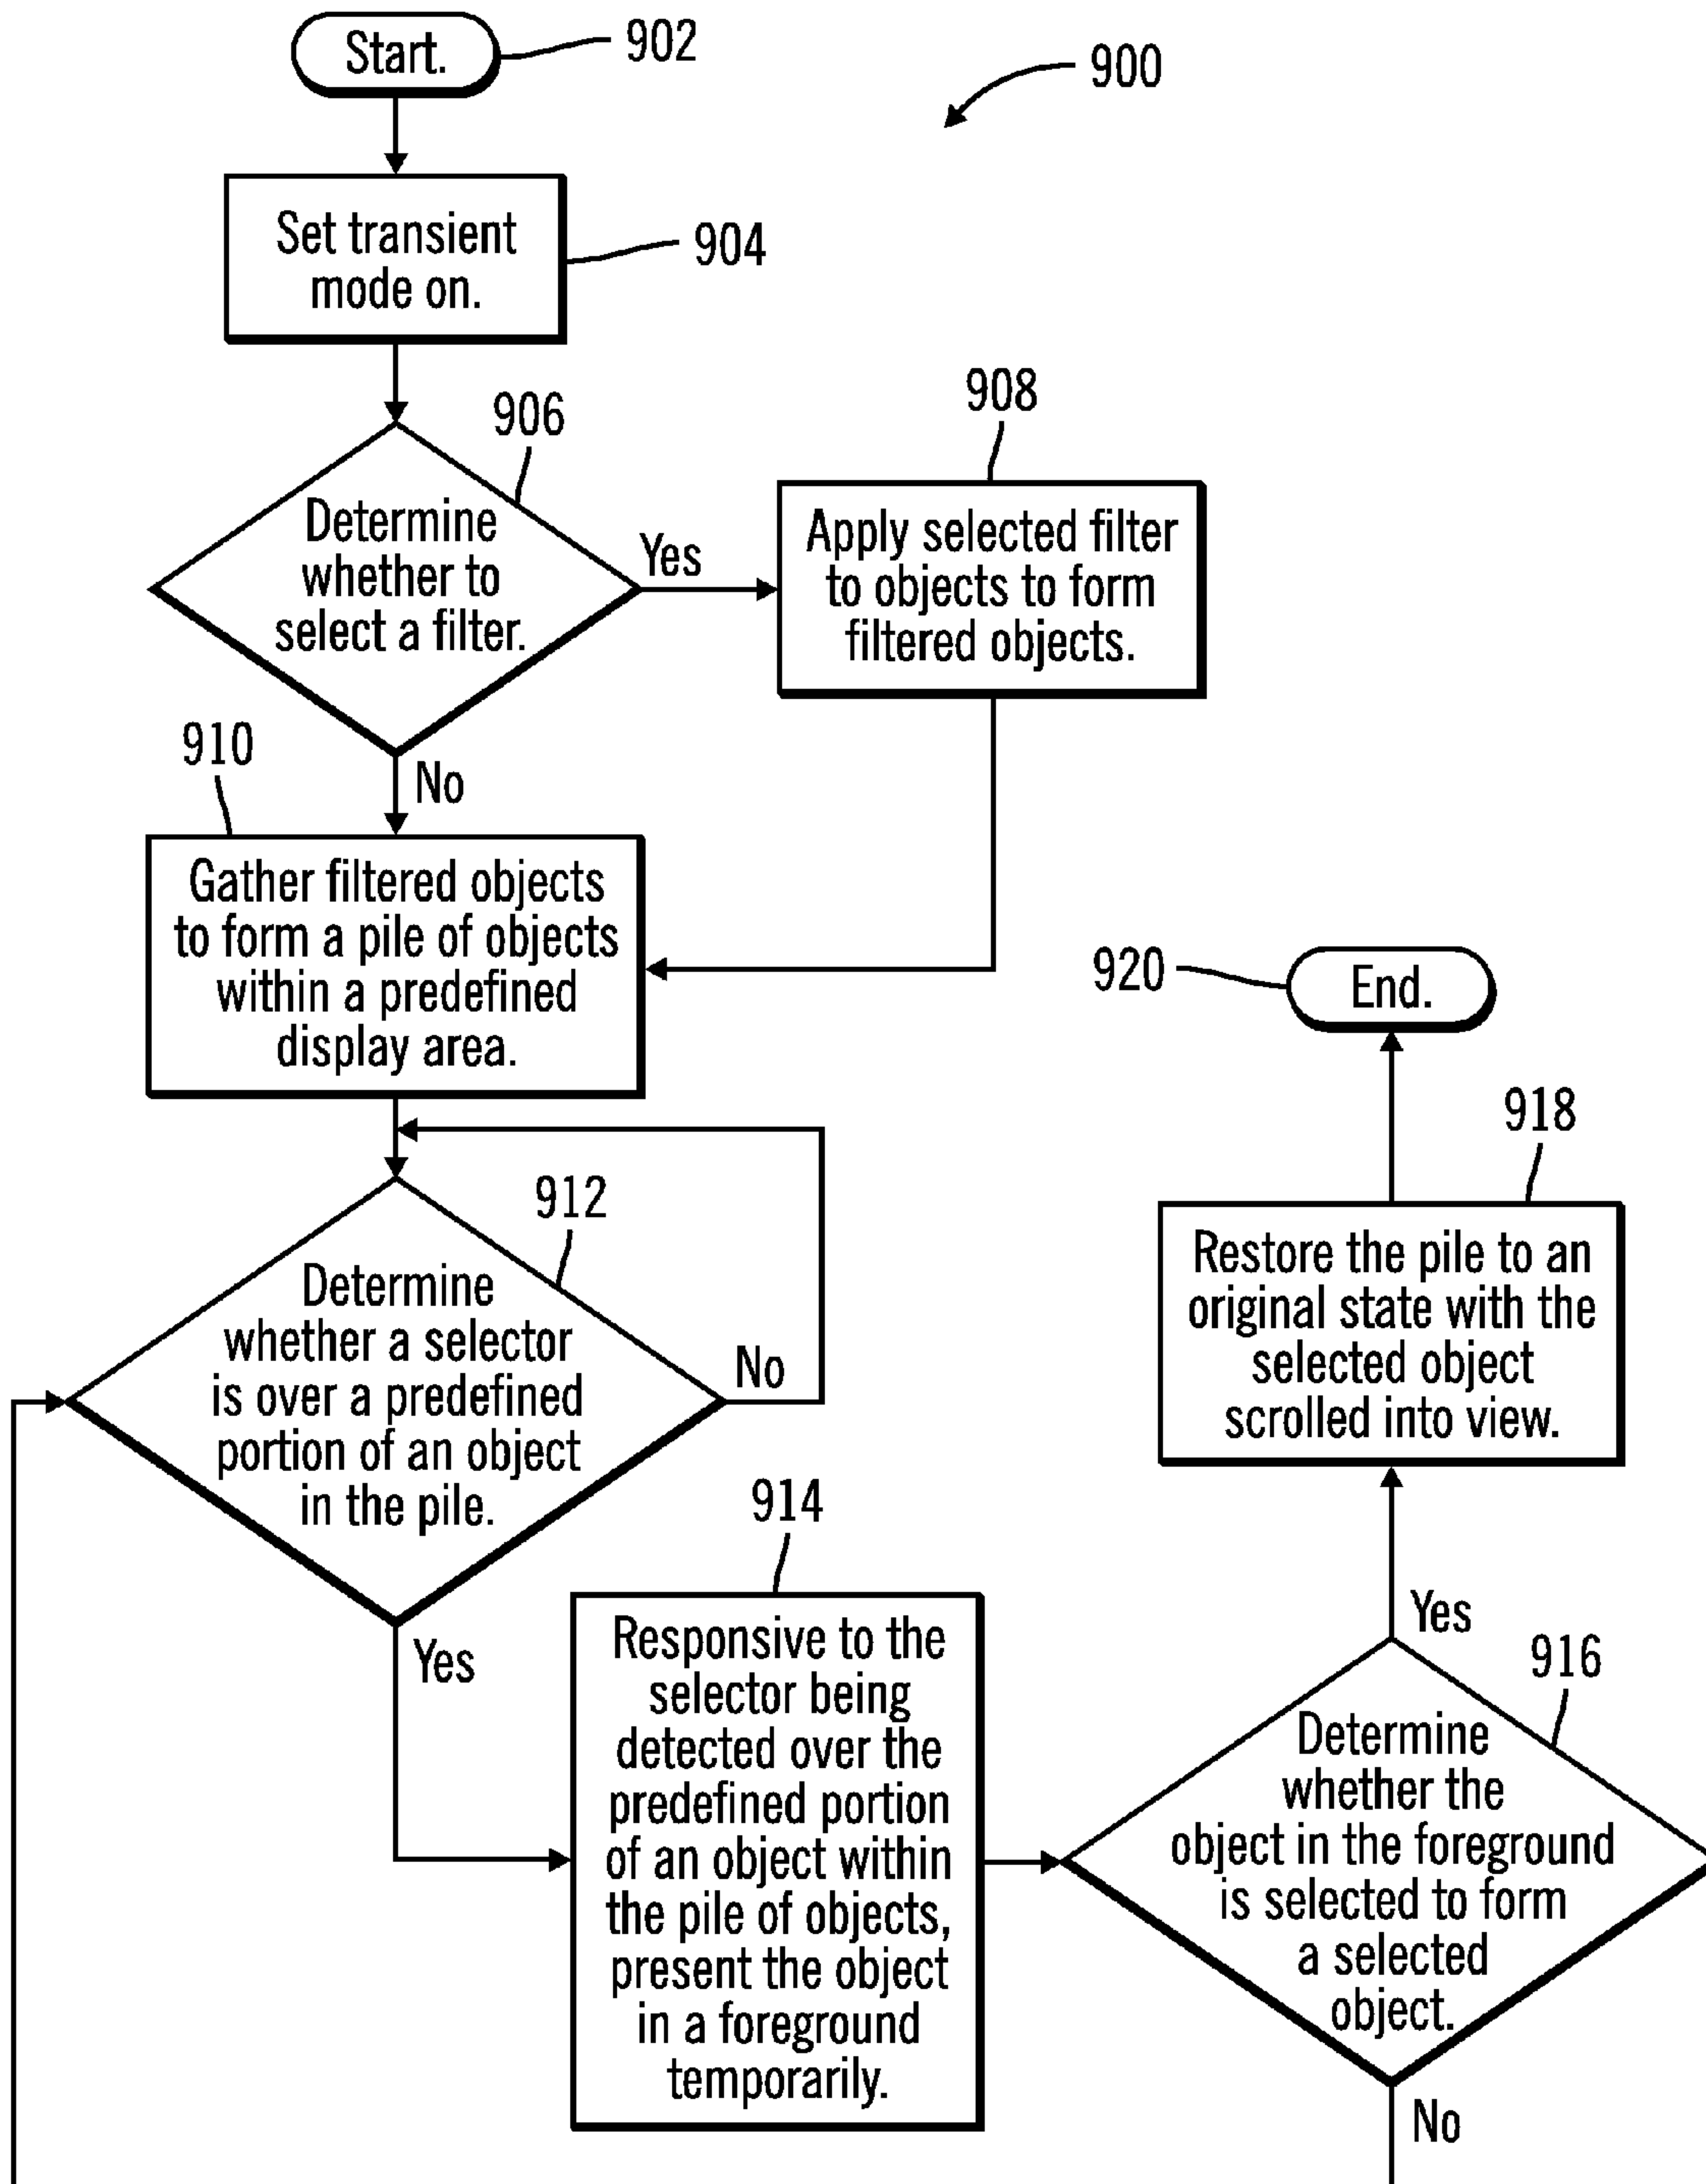 Start.
902
900
Set transient
mode on.
904
906
Determine
whether to
select a filter.
Yes
908
Apply selected filter
to objects to form
filtered objects.
No
910
Gather filtered objects
to form a pile of objects
within a predefined
display area.
912
Determine
whether a selector
is over a predefined
portion of an object
in the pile.
No
Yes
914
Responsive to the
selector being
detected over the
predefined portion
of an object within
the pile of objects,
present the object
in a foreground
temporarily.
916
Determine
whether the
object in the foreground
is selected to form
a selected
object.
Yes
No
918
Restore the pile to an
original state with the
selected object
scrolled into view.
920
End.